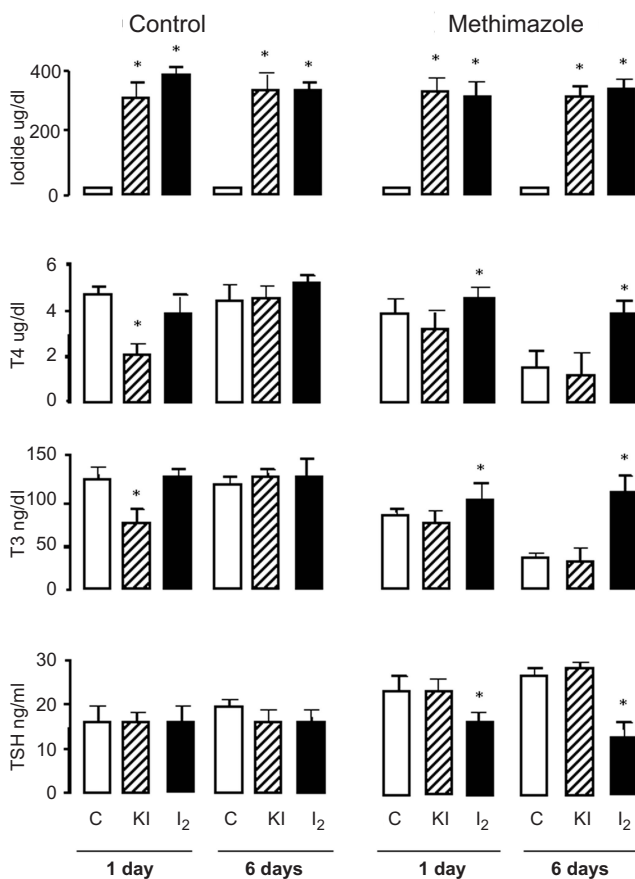 Control Methimazole
* * * * * * * *
Iodide ug/dl
400
200
0
* * *
T4 ug/dl
6
4
2
0
* * *
T3 ng/dl
150
100
50
0
* *
TSH ng/ml
30
20
10
0
C KI I₂ C KI I₂ C KI I₂ C KI I₂
1 day 6 days 1 day 6 days